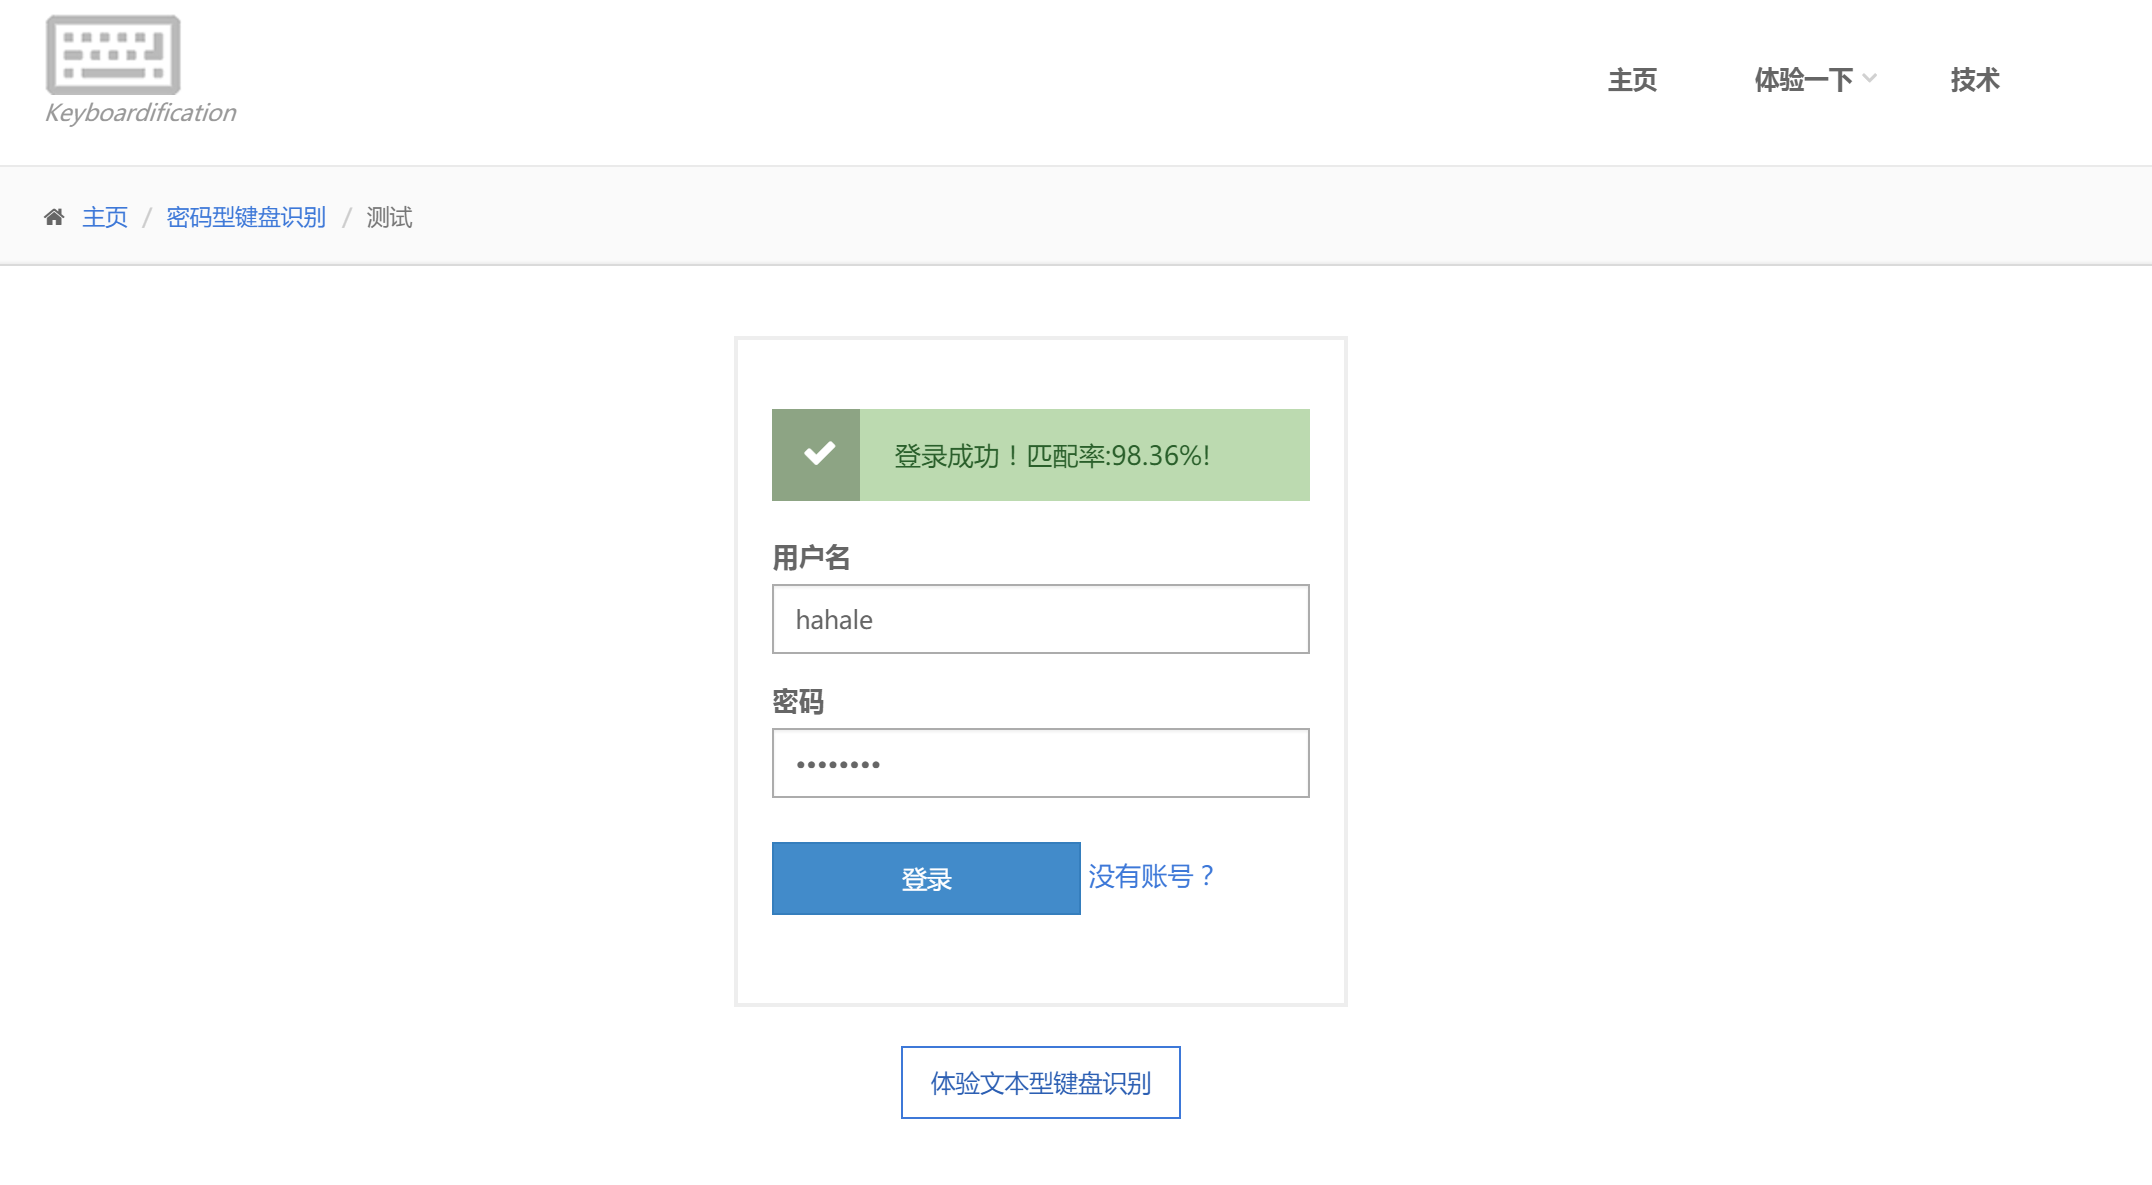 Keyboardification
主页 体验一下 技术
主页 / 密码型键盘识别 / 测试
登录成功！匹配率:98.36%!
用户名
hahale
密码
••••••••
登录 没有账号？
体验文本型键盘识别